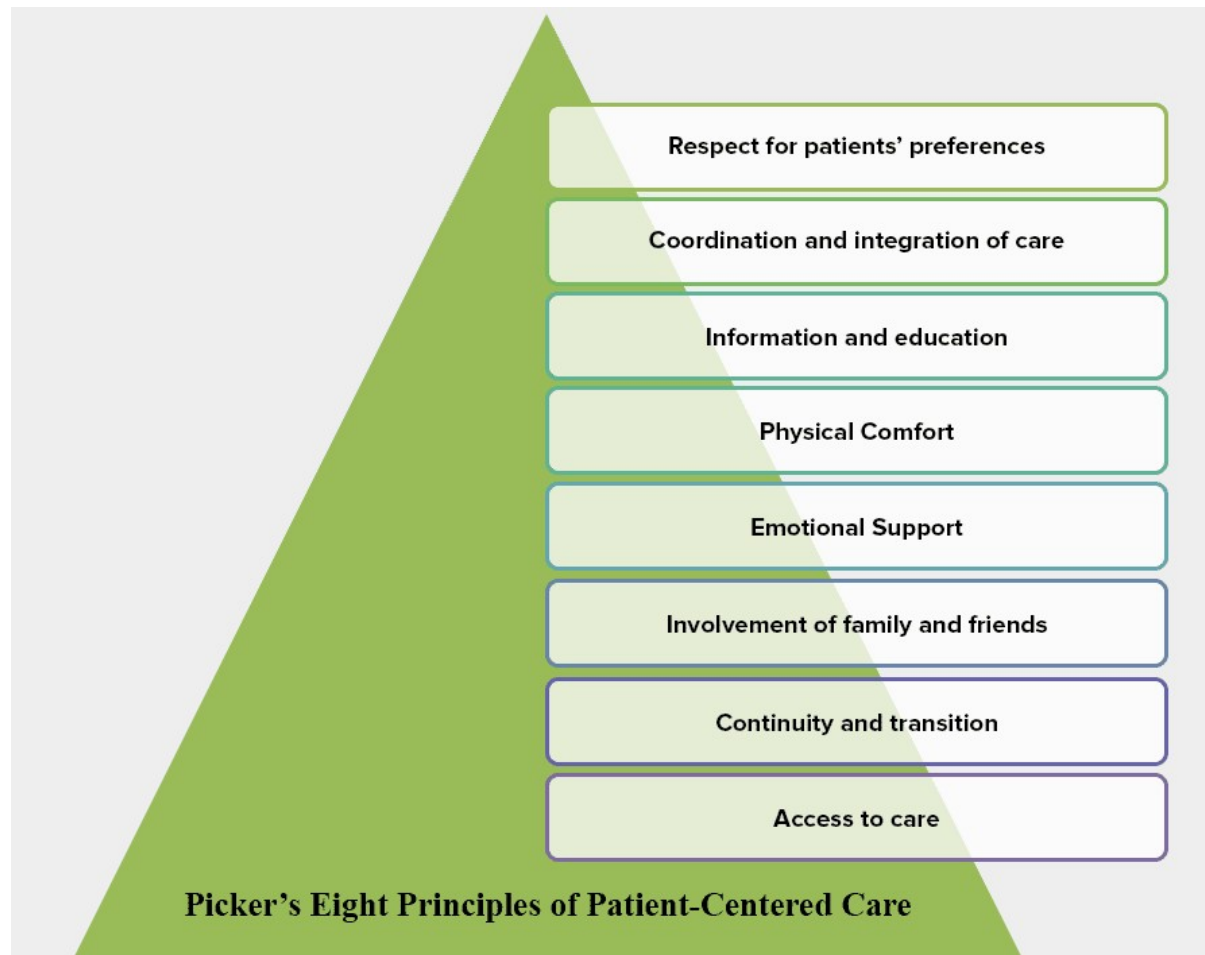 Respect for patients’ preferences
Coordination and integration of care
Information and education
Physical Comfort
Emotional Support
Involvement of family and friends
Continuity and transition
Access to care
Picker’s Eight Principles of Patient-Centered Care